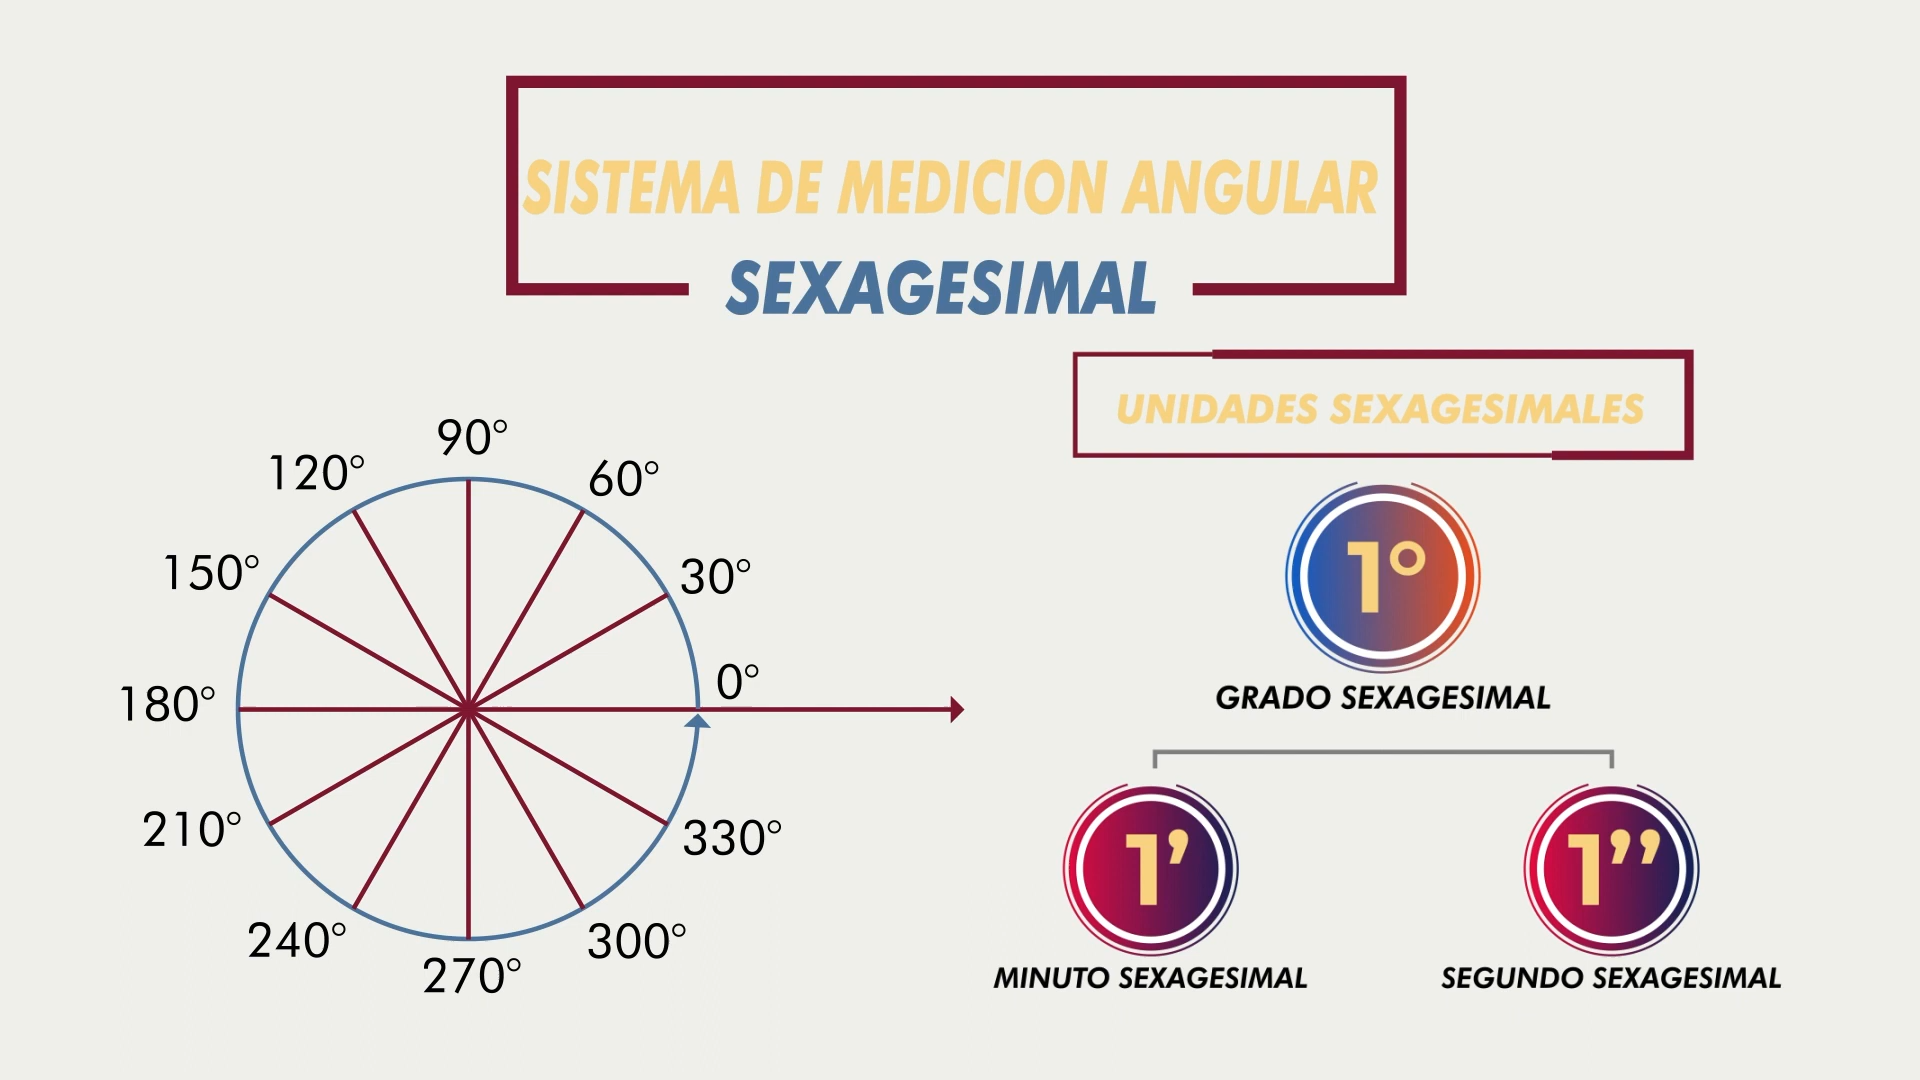 SISTEMA DE MEDICION ANGULAR
SEXAGESIMAL
UNIDADES SEXAGESIMALES
90°
120°
60°
150°
30°
0°
180°
210°
330°
240°
300°
270°
1°
GRADO SEXAGESIMAL
1’
1’’
MINUTO SEXAGESIMAL
SEGUNDO SEXAGESIMAL